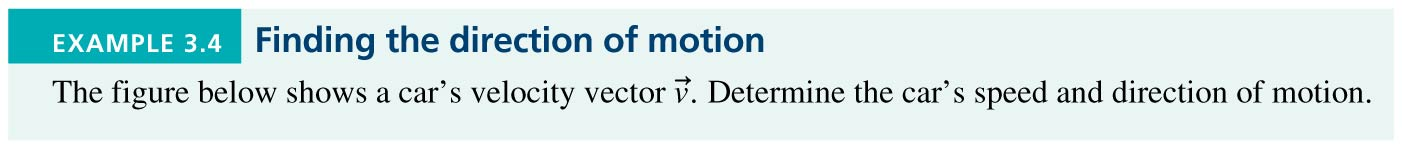 EXAMPLE 3.4 Finding the direction of motion
The figure below shows a car's velocity vector v⃗. Determine the car's speed and direction of motion.